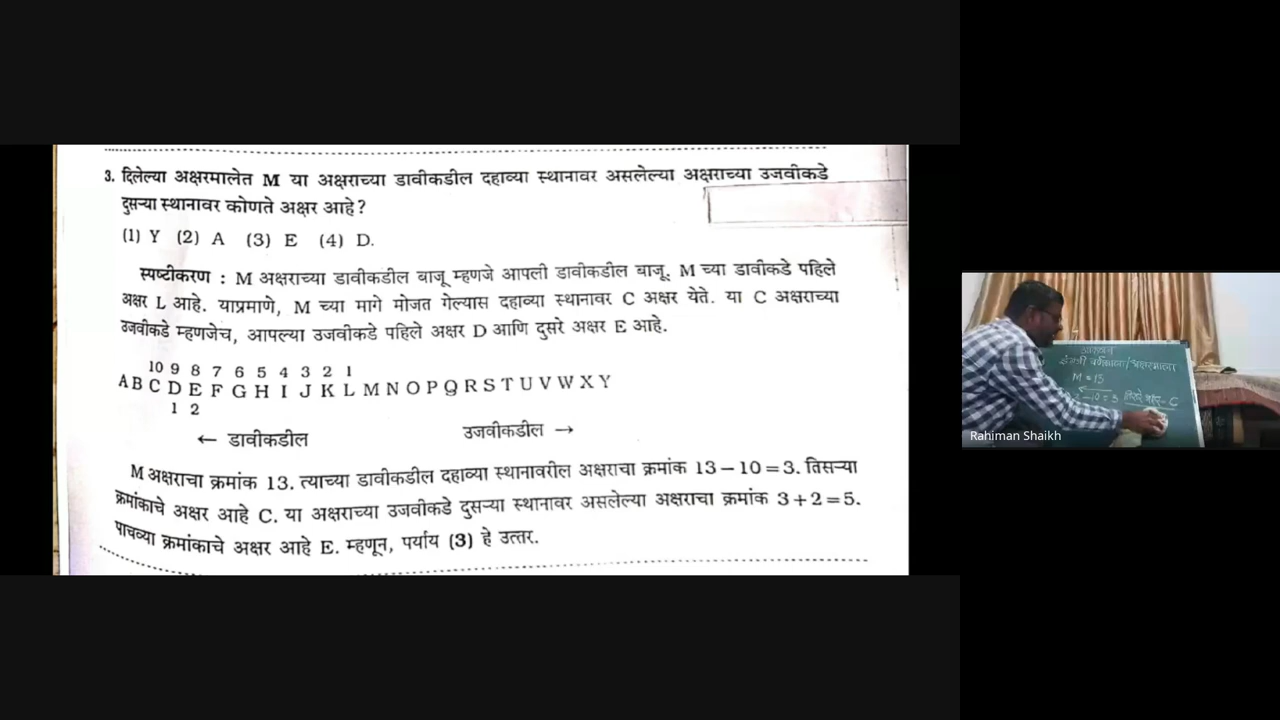 3. दिलेल्या अक्षरमालेत M या अक्षराच्या डावीकडील दहाव्या स्थानावर असलेल्या अक्षराच्या उजवीकडे
दुसऱ्या स्थानावर कोणते अक्षर आहे?
(1) Y (2) A (3) E (4) D.
स्पष्टीकरण : M अक्षराच्या डावीकडील बाजू म्हणजे आपली डावीकडील बाजू. M च्या डावीकडे पहिले
अक्षर L आहे. याप्रमाणे, M च्या मागे मोजत गेल्यास दहाव्या स्थानावर C अक्षर येते. या C अक्षराच्या
उजवीकडे म्हणजेच, आपल्या उजवीकडे पहिले अक्षर D आणि दुसरे अक्षर E आहे.
10 9 8 7 6 5 4 3 2 1
A B C D E F G H I J K L M N O P Q R S T U V W X Y
1 2
← डावीकडील उजवीकडील →
M अक्षराचा क्रमांक 13. त्याच्या डावीकडील दहाव्या स्थानावरील अक्षराचा क्रमांक 13 – 10 = 3. तिसऱ्या
क्रमांकाचे अक्षर आहे C. या अक्षराच्या उजवीकडे दुसऱ्या स्थानावर असलेल्या अक्षराचा क्रमांक 3 + 2 = 5.
पाचव्या क्रमांकाचे अक्षर आहे E. म्हणून, पर्याय (3) हे उत्तर.
M = 13
Rahiman Shaikh